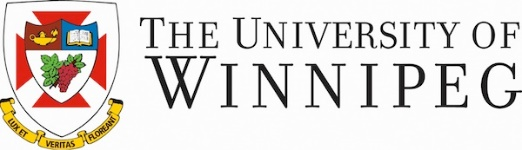 THE UNIVERSITY OF
WINNIPEG
LUX ET
VERITAS
FLOREANT